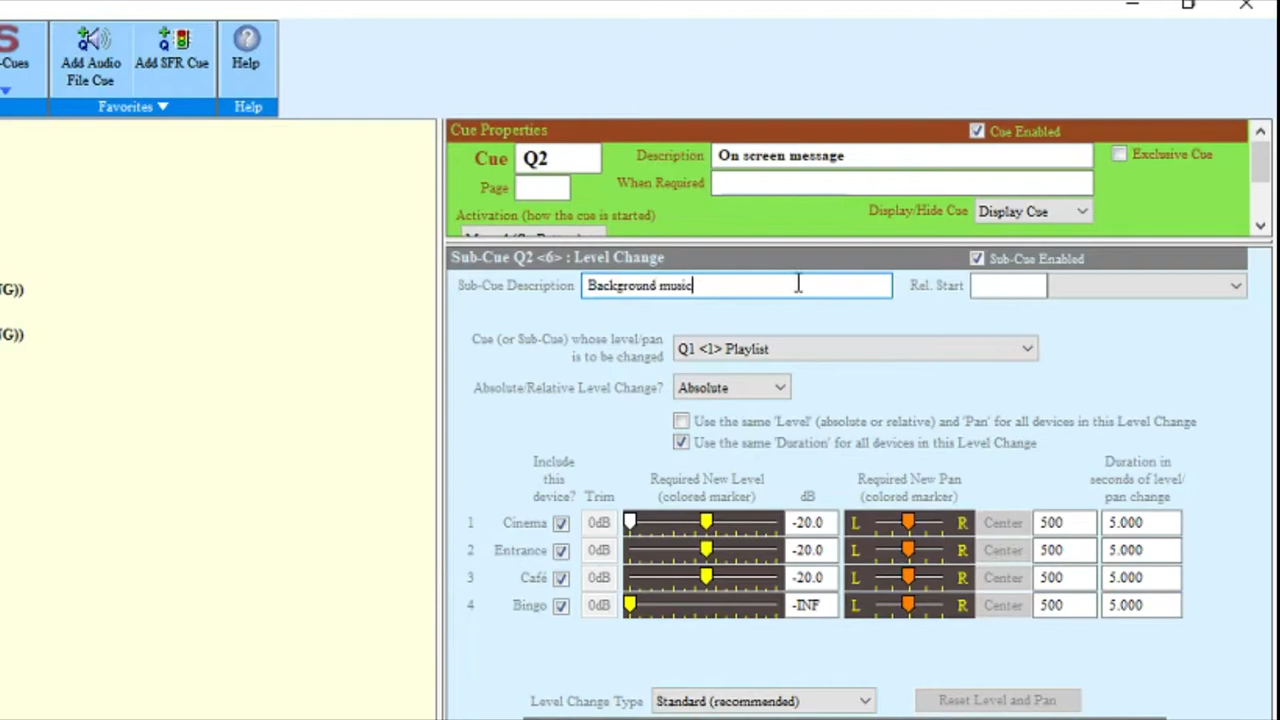 S
-Cues
Add Audio
File Cue
Add SFR Cue
Help
Favorites
Help
Cue Properties
Cue Enabled
Cue Q2
Description On screen message
Exclusive Cue
Page
When Required
Activation (how the cue is started)
Display/Hide Cue Display Cue
G))
G))
Sub-Cue Q2 <6> : Level Change
Sub-Cue Enabled
Sub-Cue Description Background music
Rel. Start
Cue (or Sub-Cue) whose level/pan
is to be changed
Q1 <1> Playlist
Absolute/Relative Level Change? Absolute
Use the same 'Level' (absolute or relative) and 'Pan' for all devices in this Level Change
Use the same 'Duration' for all devices in this Level Change
Include
this
device?
Trim
Required New Level
(colored marker)
dB
Required New Pan
(colored marker)
Duration in
seconds of level/
pan change
1 Cinema 0dB -20.0 L R Center 500 5.000
2 Entrance 0dB -20.0 L R Center 500 5.000
3 Café 0dB -20.0 L R Center 500 5.000
4 Bingo 0dB -INF L R Center 500 5.000
Level Change Type Standard (recommended)
Reset Level and Pan